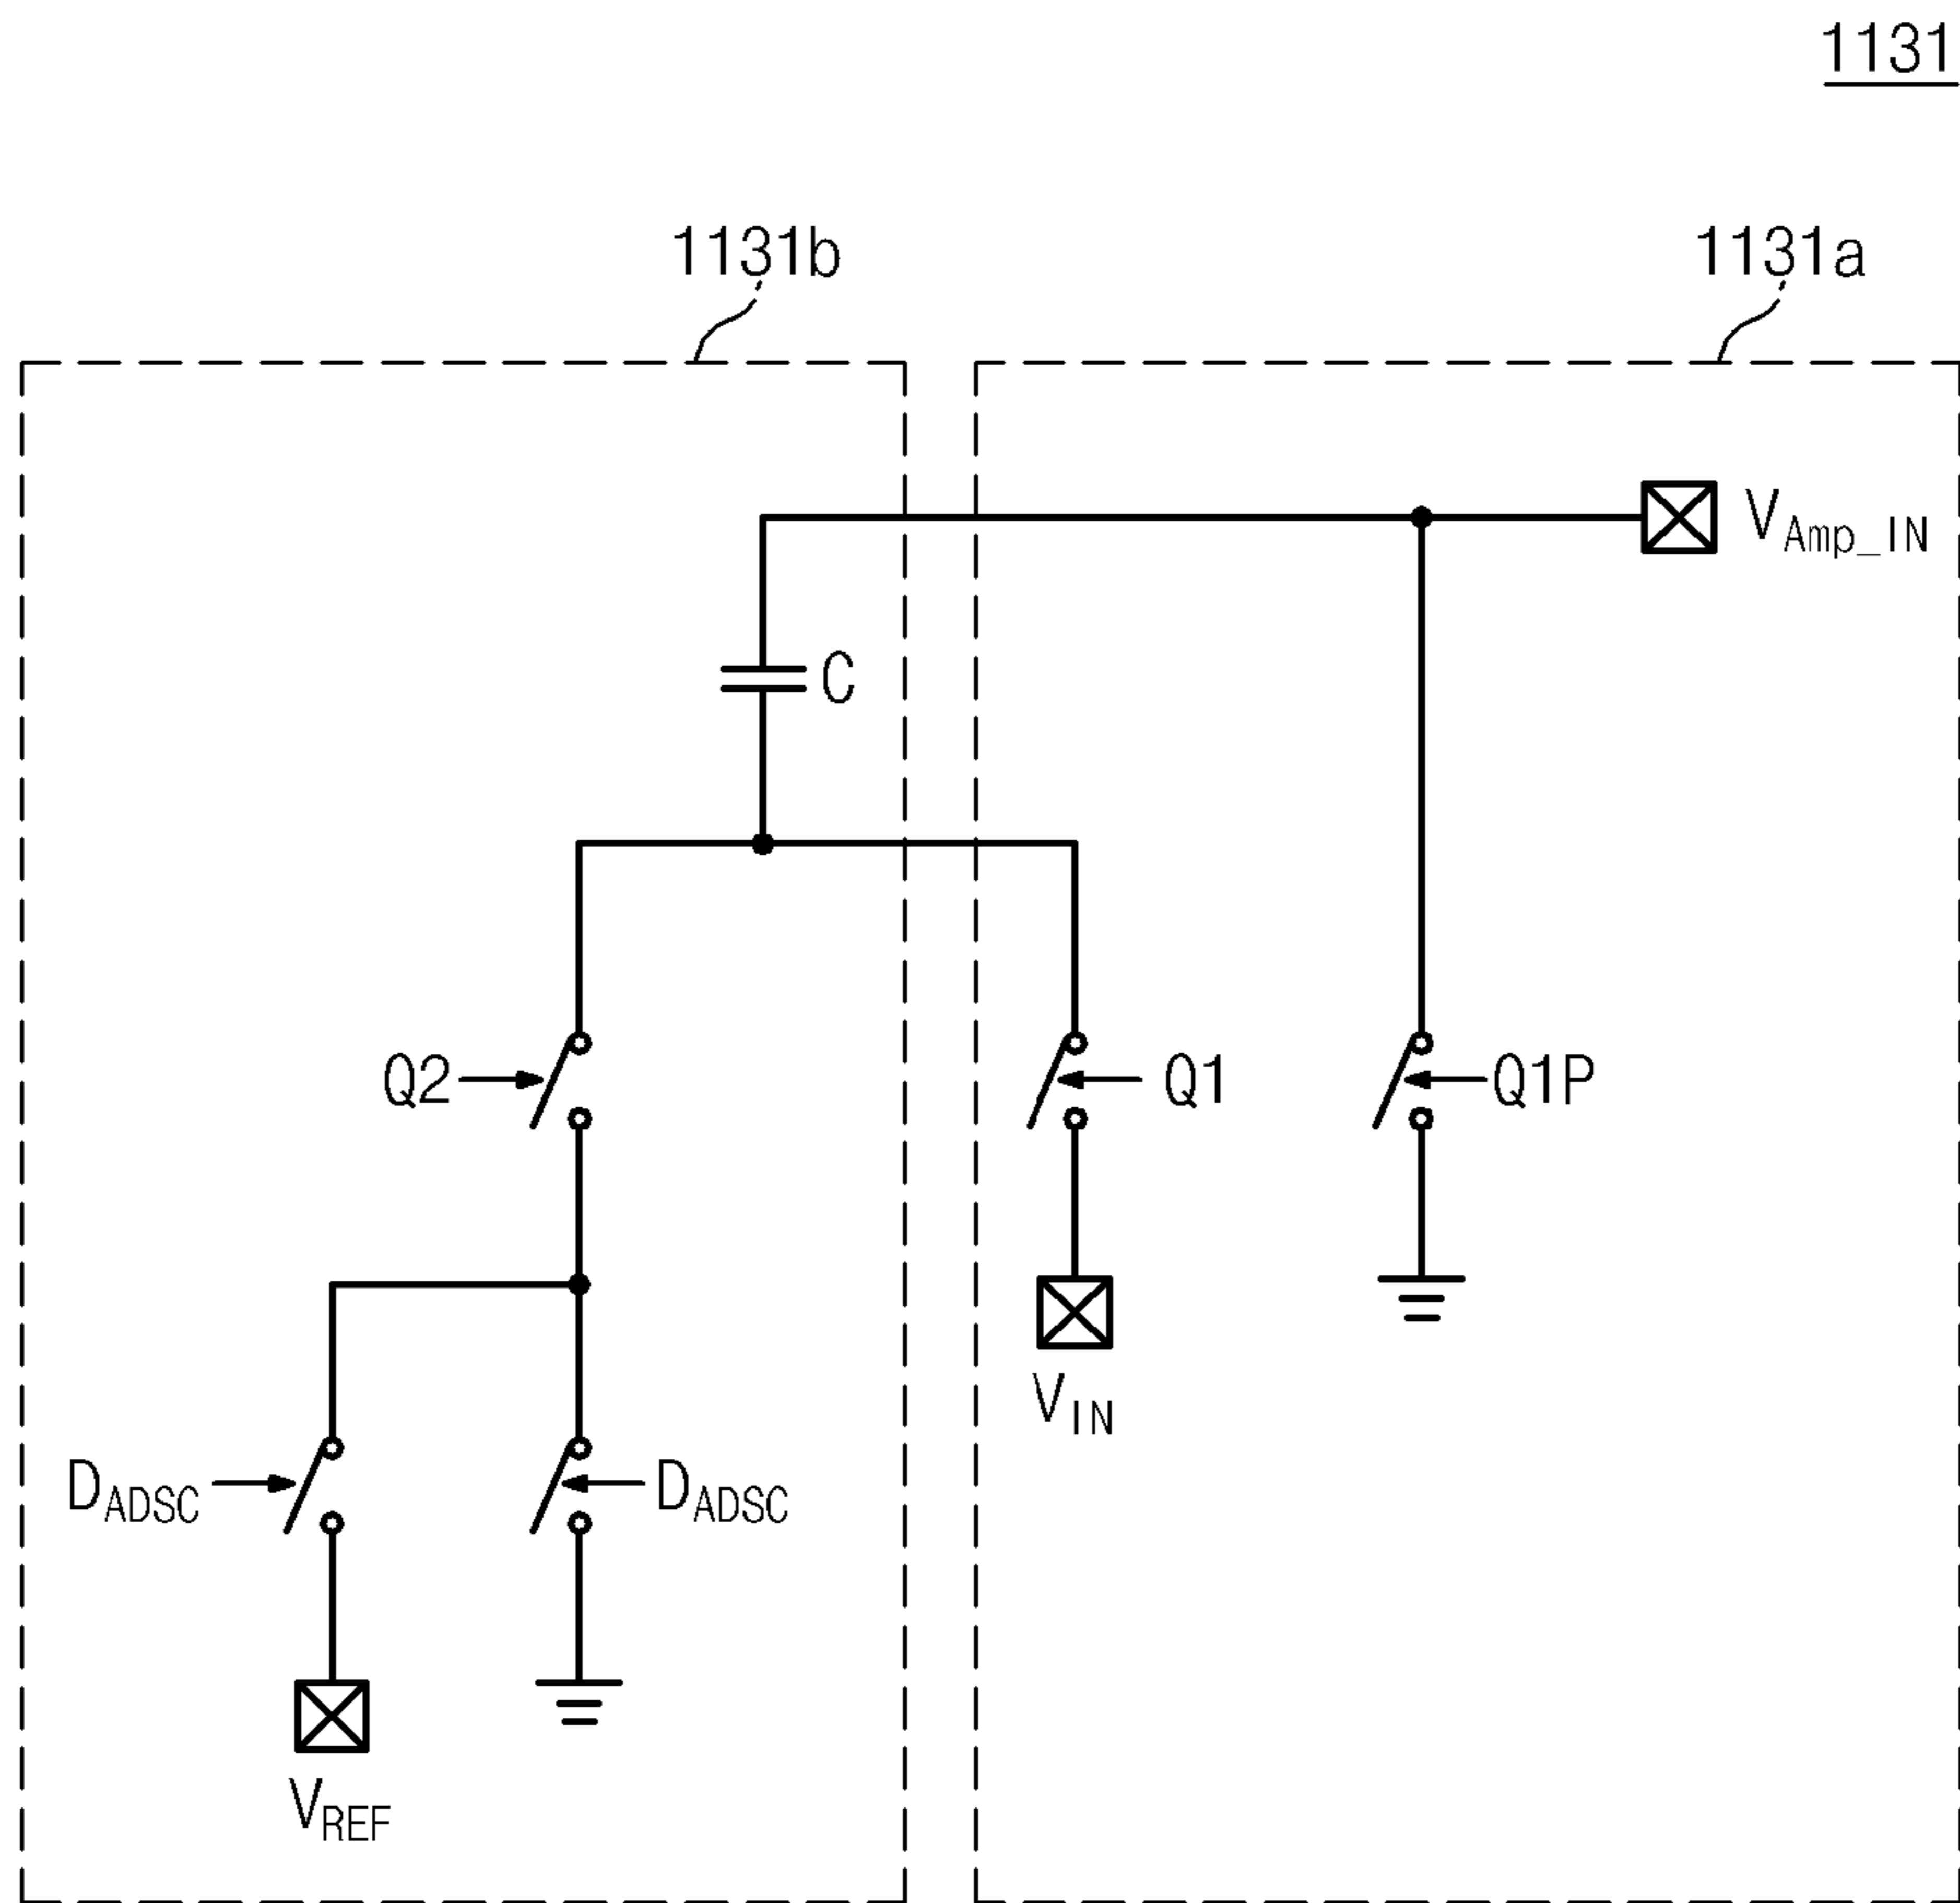 1131
1131b
1131a
VAmp_IN
C
Q2
Q1
Q1P
VIN
DADSC
DADSC
VREF